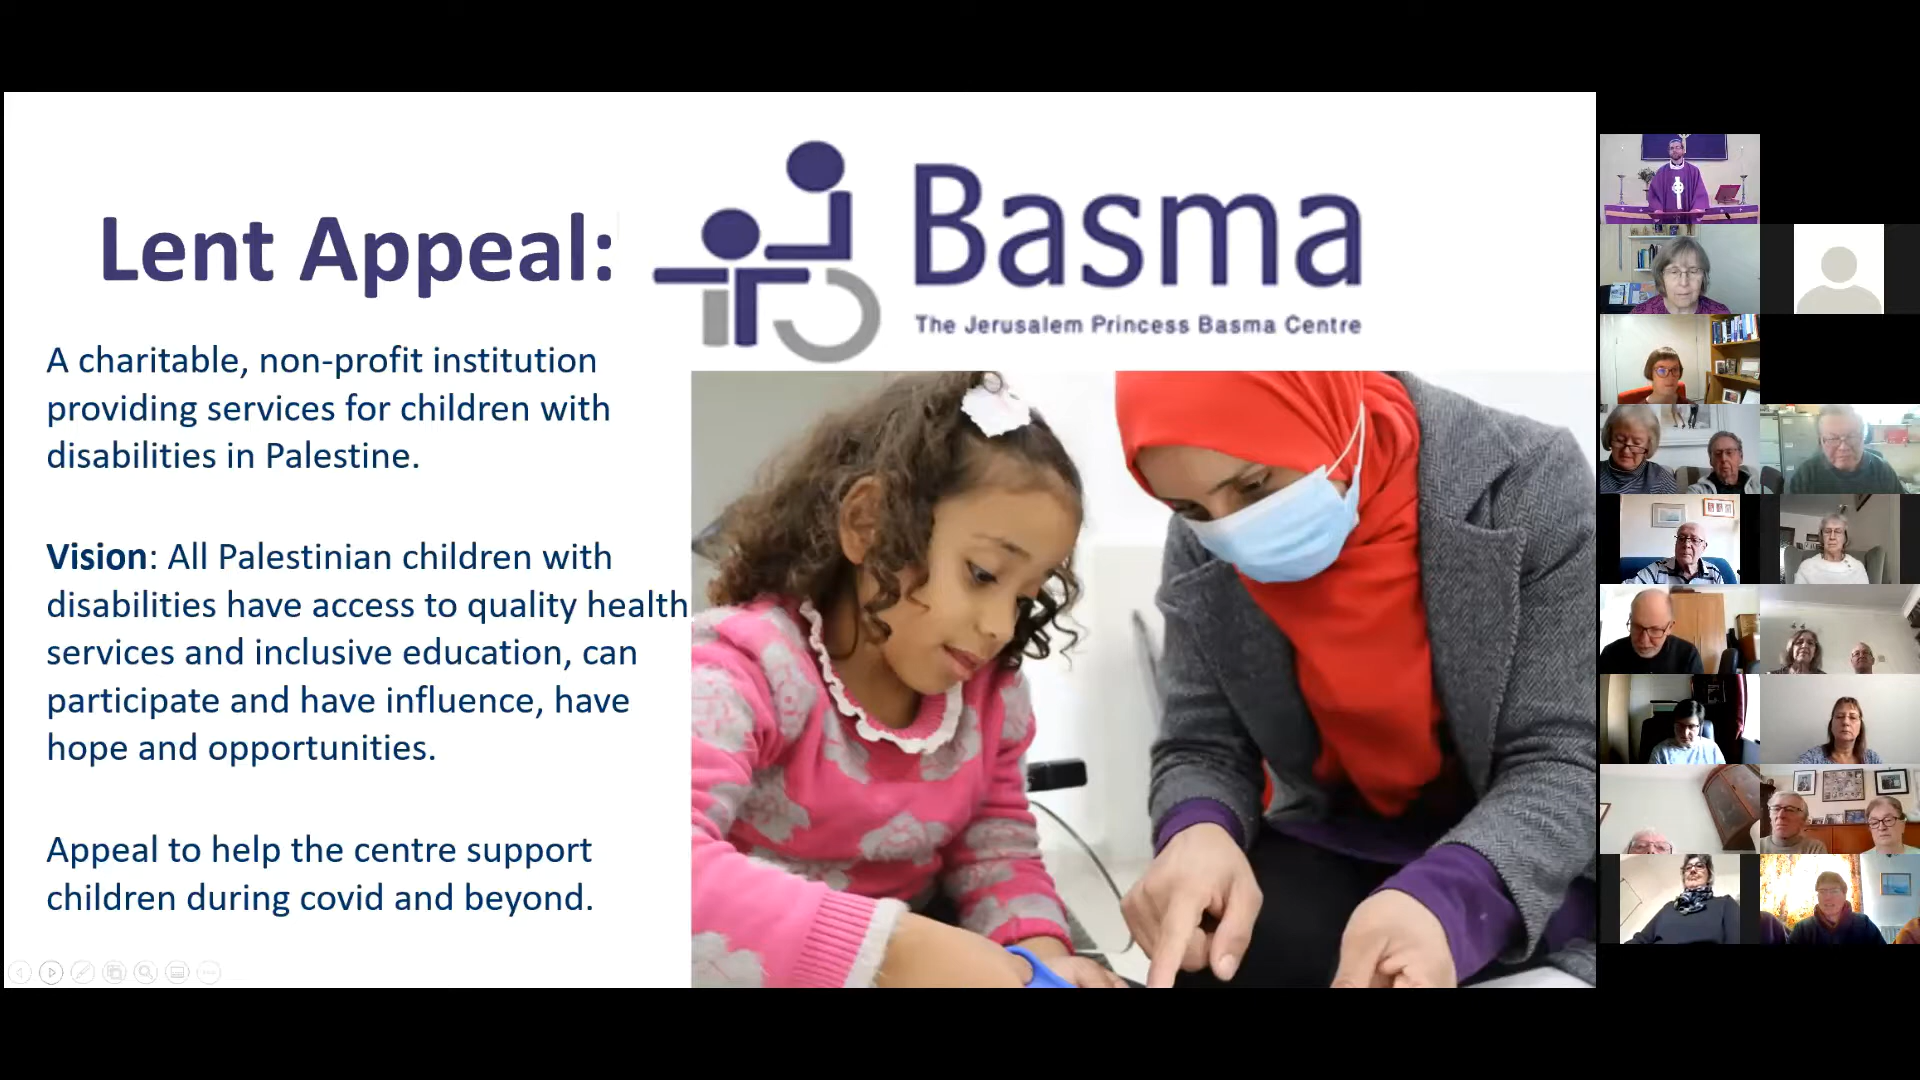 Lent Appeal:
Basma
The Jerusalem Princess Basma Centre
A charitable, non-profit institution
providing services for children with
disabilities in Palestine.
Vision: All Palestinian children with
disabilities have access to quality health
services and inclusive education, can
participate and have influence, have
hope and opportunities.
Appeal to help the centre support
children during covid and beyond.